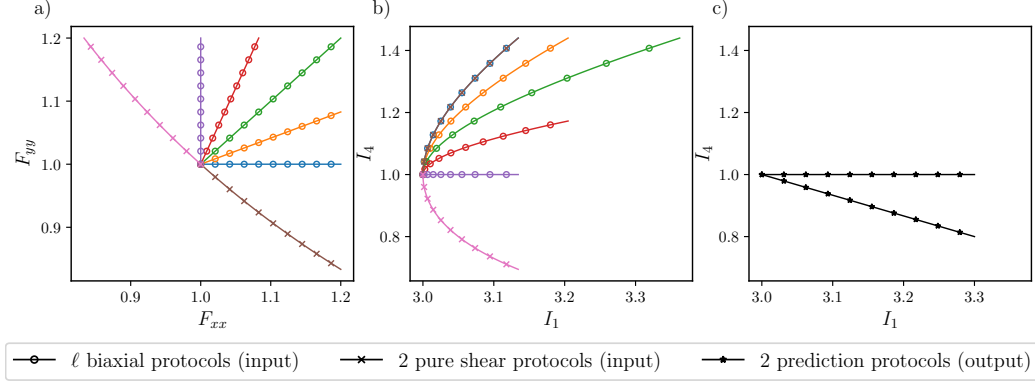 a)
b)
c)
1.2
1.1
1.0
0.9
F_yy
0.9
1.0
1.1
1.2
F_xx
1.4
1.2
1.0
0.8
I_4
3.0
3.1
3.2
3.3
I_1
1.4
1.2
1.0
0.8
I_4
3.0
3.1
3.2
3.3
I_1
ℓ biaxial protocols (input)
2 pure shear protocols (input)
2 prediction protocols (output)